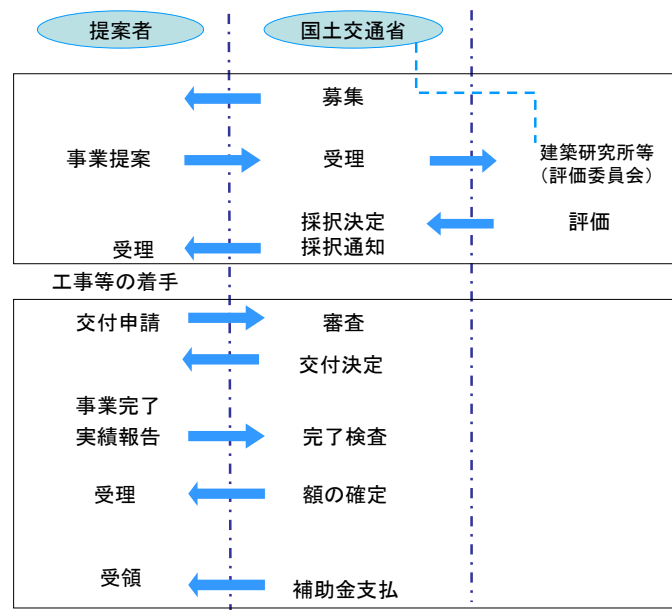 提案者
国土交通省
募集
事業提案
受理
建築研究所等
(評価委員会)
採択決定
評価
受理
採択通知
工事等の着手
交付申請
審査
交付決定
事業完了
実績報告
完了検査
受理
額の確定
受領
補助金支払